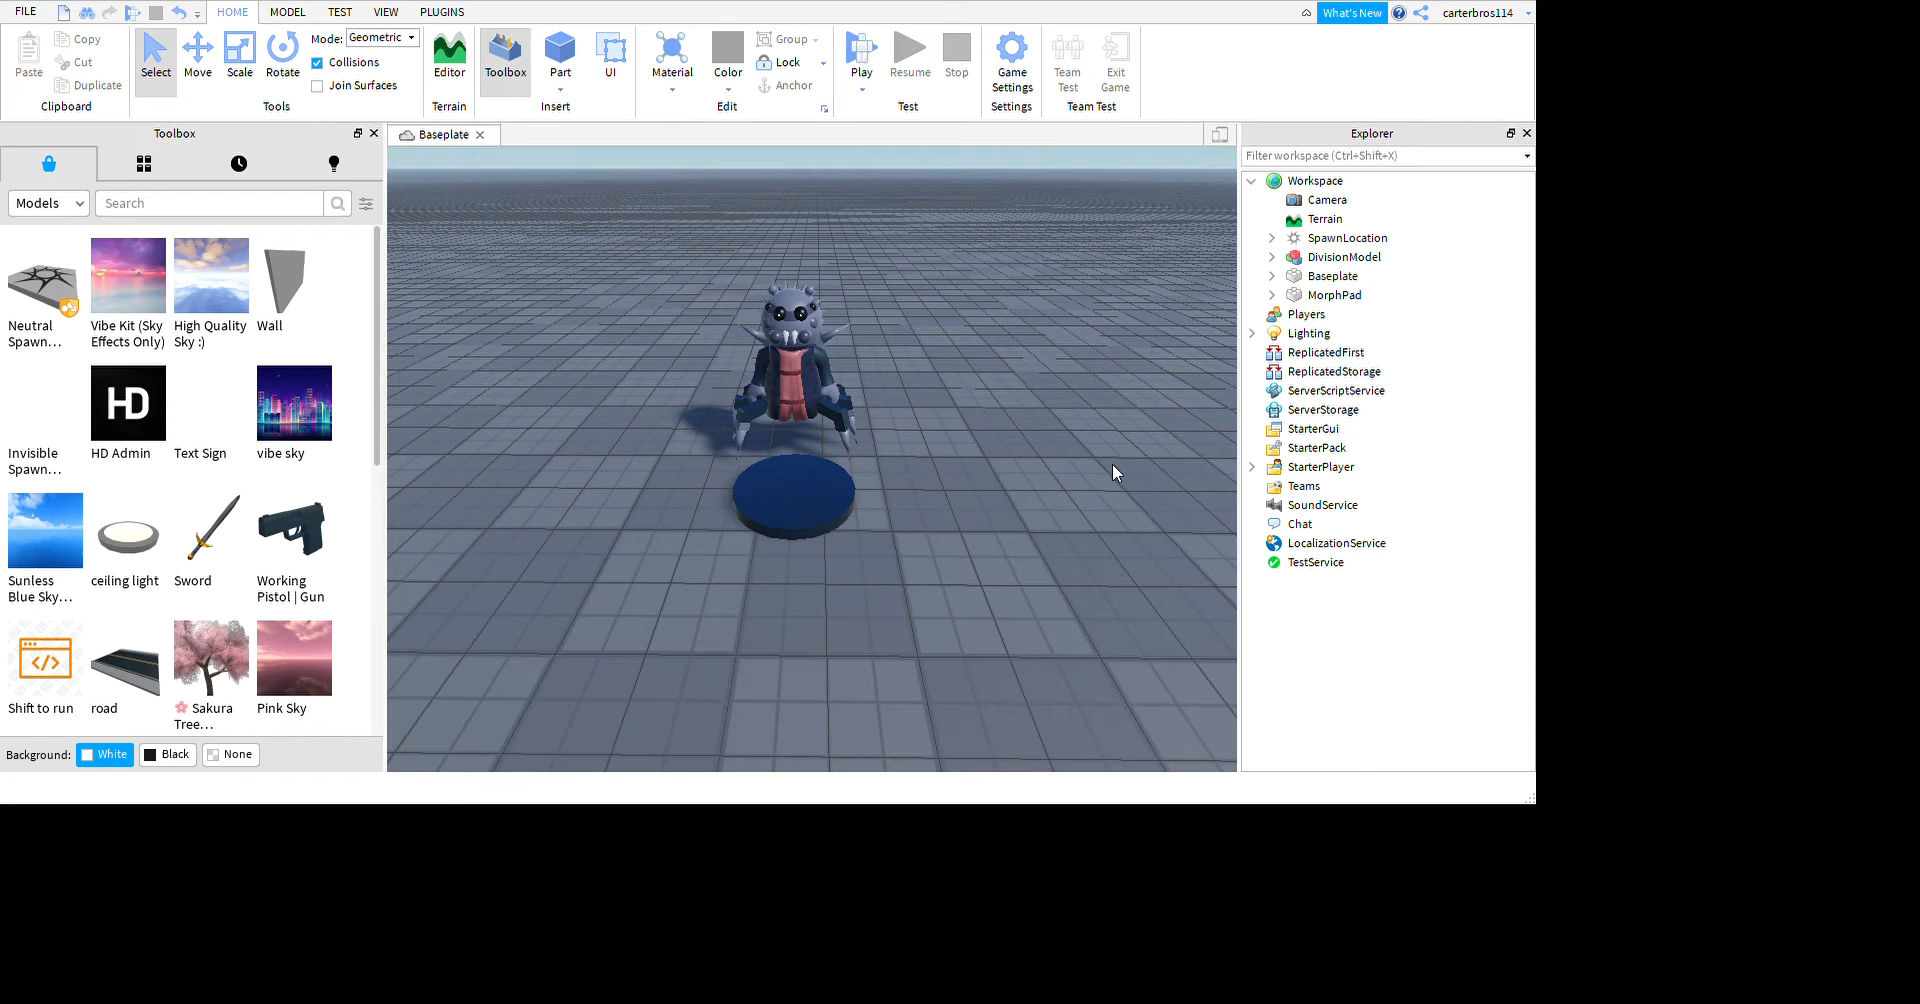 FILE HOME MODEL TEST VIEW PLUGINS What's New carterbros114
Paste Copy Cut Duplicate Clipboard
Select Move Scale Rotate Mode: Geometric Collisions Join Surfaces Tools
Editor Terrain
Toolbox Part UI Insert
Material Color Group Lock Anchor Edit
Play Resume Stop Test
Game Settings Settings
Team Test Exit Game Team Test
Toolbox
Models Search
Neutral Spawn...
Vibe Kit (Sky Effects Only)
High Quality Sky :)
Wall
Invisible Spawn...
HD
HD Admin
Text Sign
vibe sky
Sunless Blue Sky...
ceiling light
Sword
Working Pistol | Gun
Shift to run
road
🌸 Sakura Tree...
Pink Sky
Background: White Black None
Baseplate
Explorer
Filter workspace (Ctrl+Shift+X)
Workspace
Camera
Terrain
SpawnLocation
DivisionModel
Baseplate
MorphPad
Players
Lighting
ReplicatedFirst
ReplicatedStorage
ServerScriptService
ServerStorage
StarterGui
StarterPack
StarterPlayer
Teams
SoundService
Chat
LocalizationService
TestService